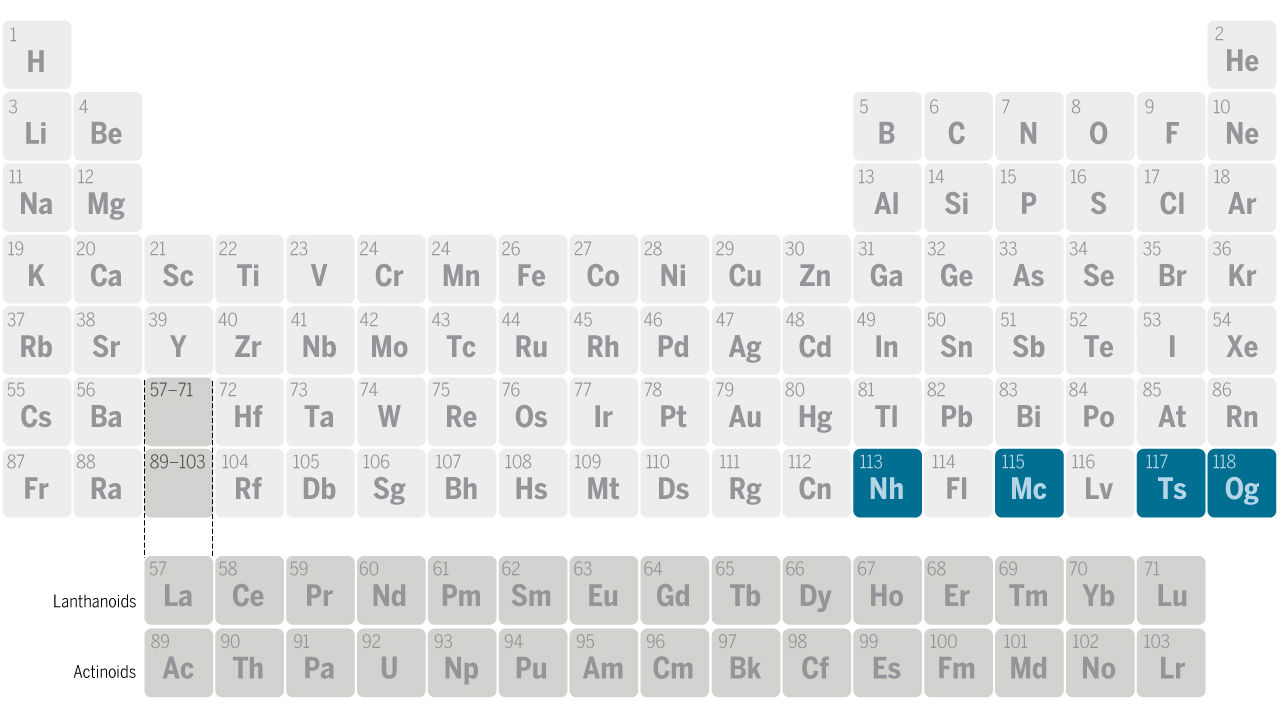 1 2
H He
3 4 5 6 7 8 9 10
Li Be B C N O F Ne
11 12 13 14 15 16 17 18
Na Mg Al Si P S Cl Ar
19 20 21 22 23 24 24 26 27 28 29 30 31 32 33 34 35 36
K Ca Sc Ti V Cr Mn Fe Co Ni Cu Zn Ga Ge As Se Br Kr
37 38 39 40 41 42 43 44 45 46 47 48 49 50 51 52 53 54
Rb Sr Y Zr Nb Mo Tc Ru Rh Pd Ag Cd In Sn Sb Te I Xe
55 56 57–71 72 73 74 75 76 77 78 79 80 81 82 83 84 85 86
Cs Ba Hf Ta W Re Os Ir Pt Au Hg Tl Pb Bi Po At Rn
87 88 89–103 104 105 106 107 108 109 110 111 112 113 114 115 116 117 118
Fr Ra Rf Db Sg Bh Hs Mt Ds Rg Cn Nh Fl Mc Lv Ts Og
57 58 59 60 61 62 63 64 65 66 67 68 69 70 71
Lanthanoids La Ce Pr Nd Pm Sm Eu Gd Tb Dy Ho Er Tm Yb Lu
89 90 91 92 93 94 95 96 97 98 99 100 101 102 103
Actinoids Ac Th Pa U Np Pu Am Cm Bk Cf Es Fm Md No Lr